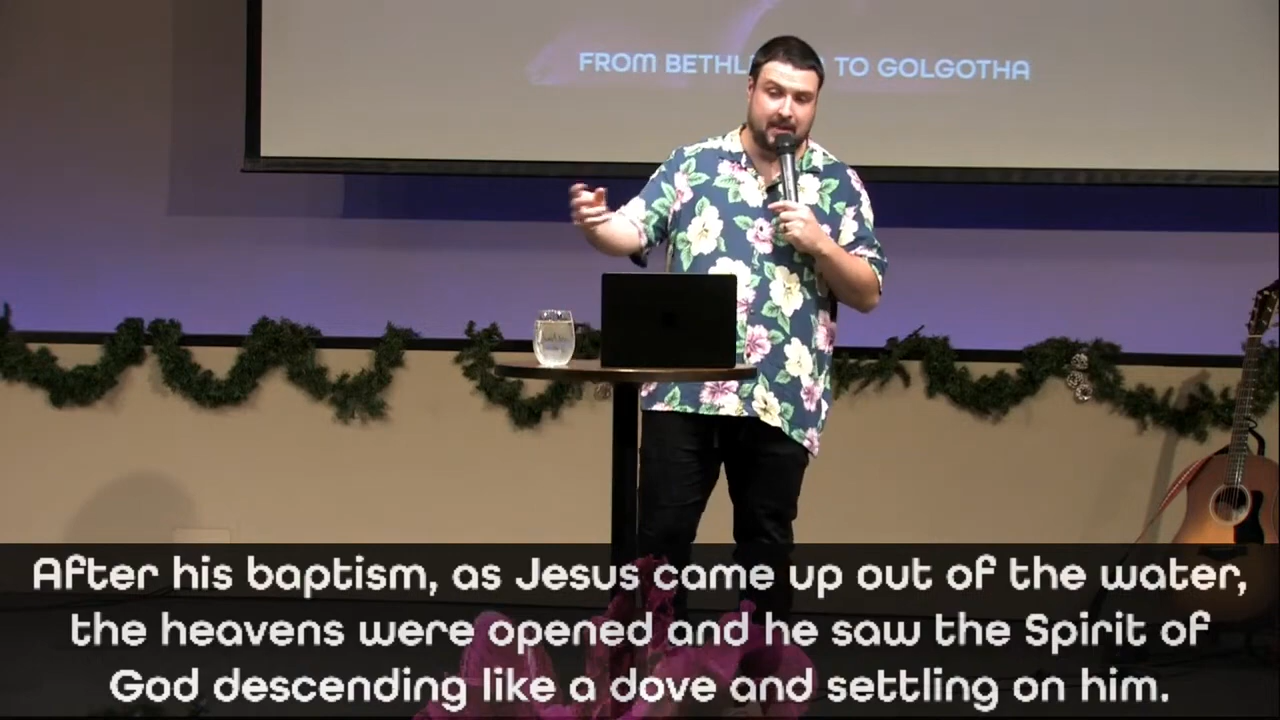 FROM BETHL TO GOLGOTHA
After his baptism, as Jesus came up out of the water,
the heavens were opened and he saw the Spirit of
God descending like a dove and settling on him.